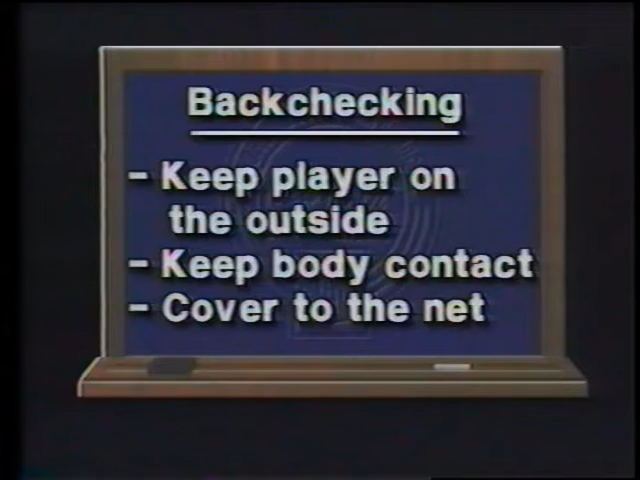 Backchecking
- Keep player on
the outside
- Keep body contact
- Cover to the net